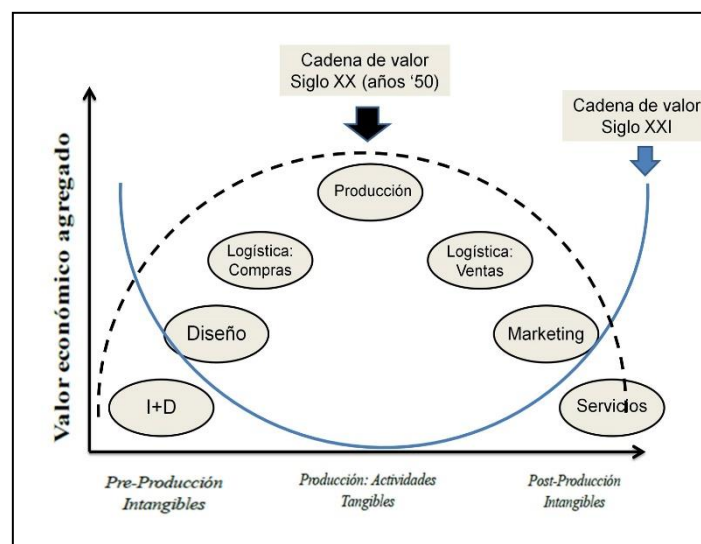 Cadena de valor
Siglo XX (años ‘50)
Cadena de valor
Siglo XXI
Valor económico agregado
Producción
Logística:
Compras
Logística:
Ventas
Diseño
Marketing
I+D
Servicios
Pre-Producción
Intangibles
Producción: Actividades
Tangibles
Post-Producción
Intangibles